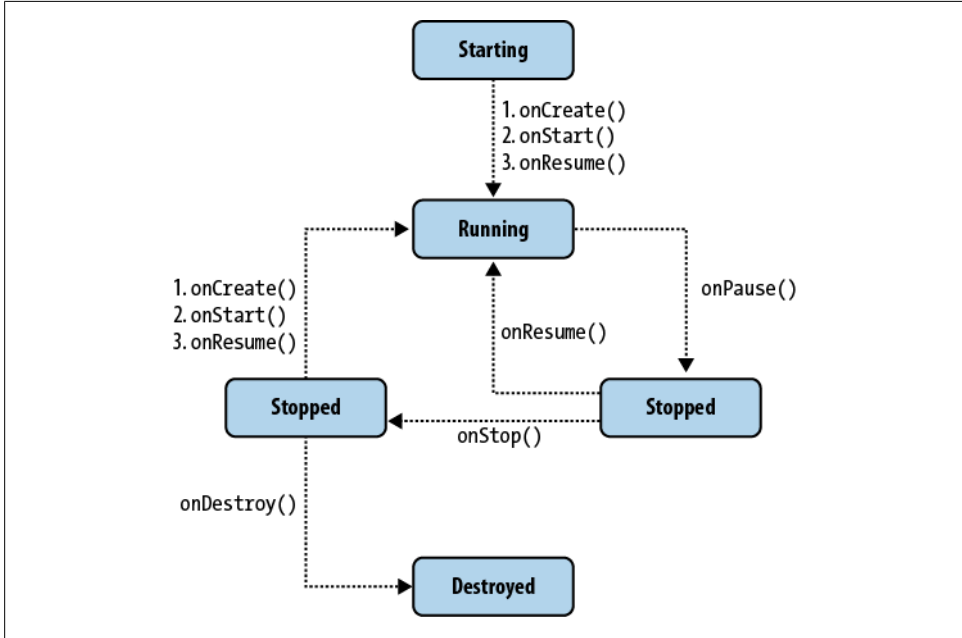 Starting
1. onCreate()
2. onStart()
3. onResume()
Running
1. onCreate()
2. onStart()
3. onResume()
onPause()
onResume()
Stopped
Stopped
onStop()
onDestroy()
Destroyed